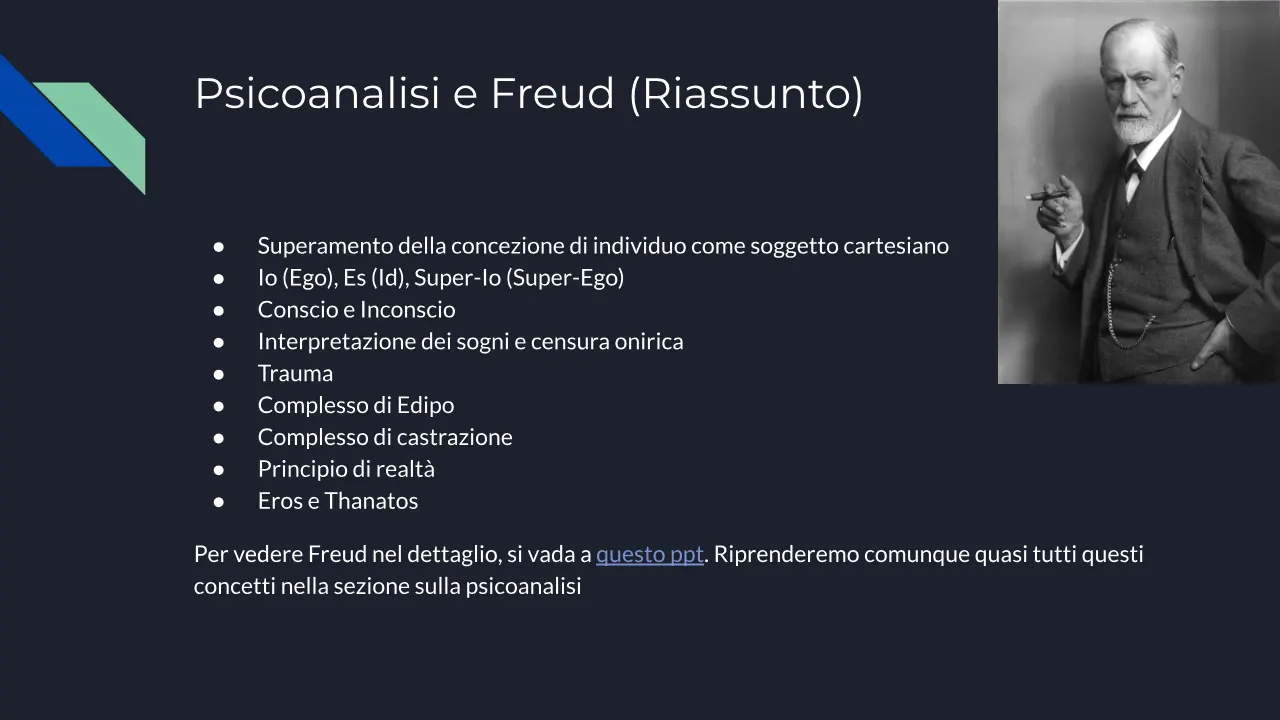 Psicoanalisi e Freud (Riassunto)
● Superamento della concezione di individuo come soggetto cartesiano
● Io (Ego), Es (Id), Super-Io (Super-Ego)
● Conscio e Inconscio
● Interpretazione dei sogni e censura onirica
● Trauma
● Complesso di Edipo
● Complesso di castrazione
● Principio di realtà
● Eros e Thanatos
Per vedere Freud nel dettaglio, si vada a questo ppt. Riprenderemo comunque quasi tutti questi
concetti nella sezione sulla psicoanalisi